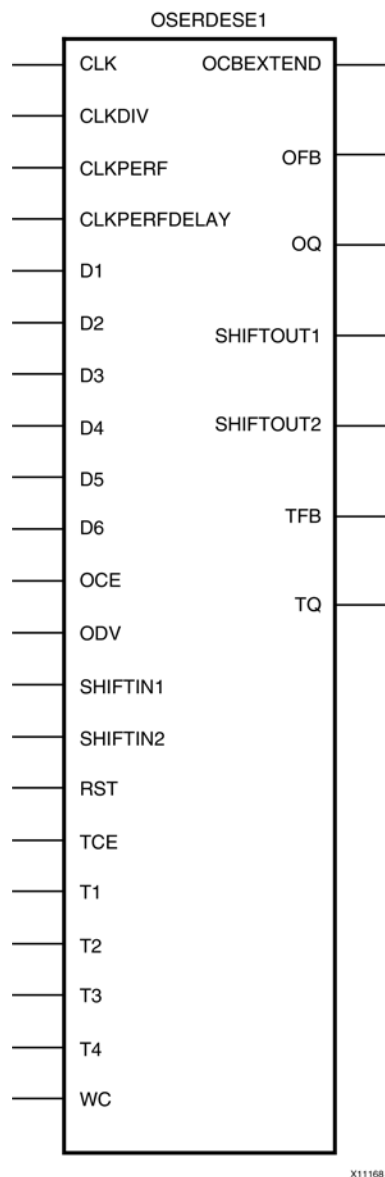 OSERDESE1
CLK
OCBEXTEND
CLKDIV
OFB
CLKPERF
CLKPERFDELAY
OQ
D1
D2
SHIFTOUT1
D3
D4
SHIFTOUT2
D5
D6
TFB
OCE
TQ
ODV
SHIFTIN1
SHIFTIN2
RST
TCE
T1
T2
T3
T4
WC
X11168